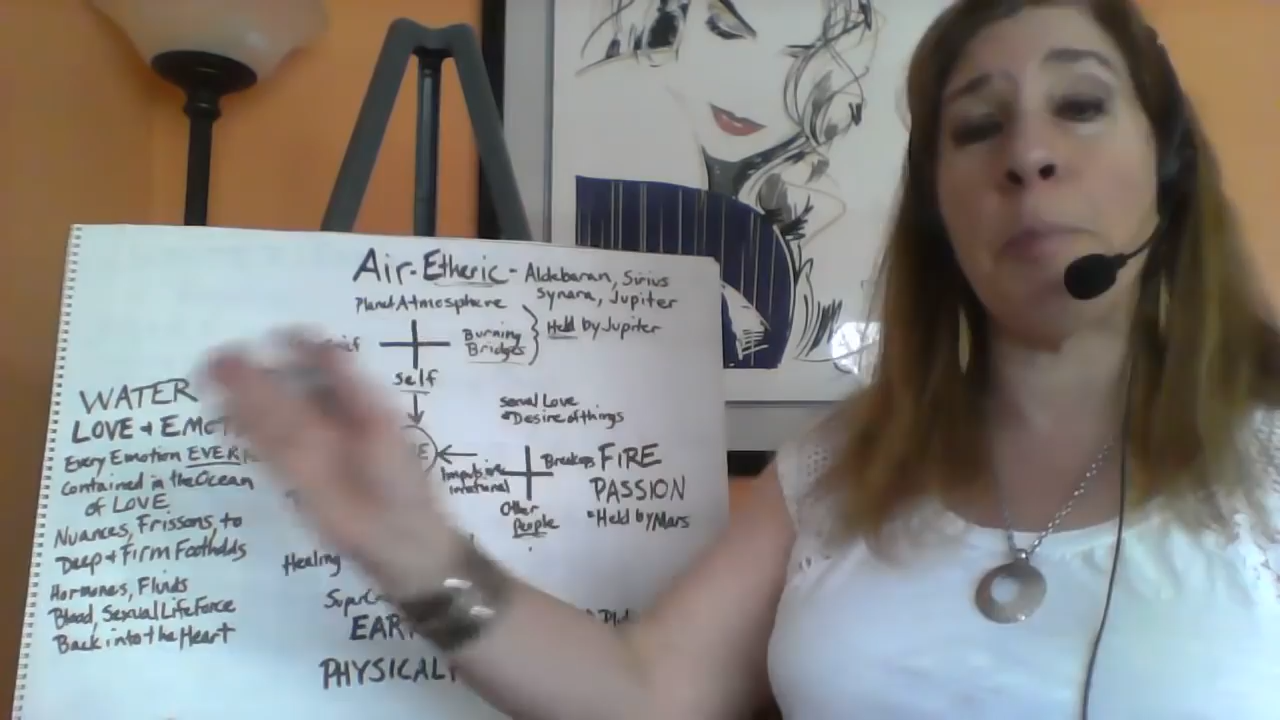 Air-Etheric - Aldebaran, Sirius
Synara, Jupiter
Planet Atmosphere
Held by Jupiter
Burning
Bridges
self
WATER
LOVE + EMOT
Every Emotion EVER
contained in the Ocean
of LOVE
Nuances, Frissons, to
Deep + Firm Footholds
Hormones, Fluids
Blood, Sexual Life Force
Back into the Heart
sexual Love
Desire of things
Breakups
FIRE
PASSION
Held by Mars
Impulsive
irrational
Other
People
Healing
EAR
PHYSICAL